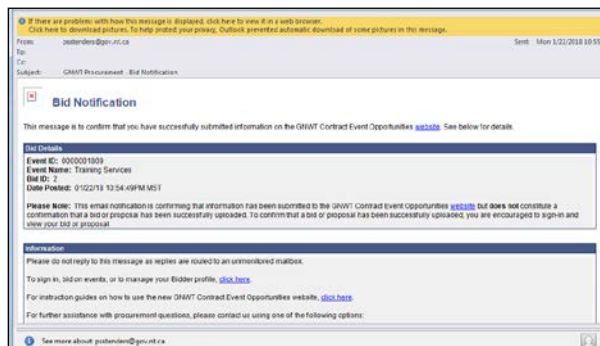 If there are problems with how this message is displayed, click here to view it in a web browser.
Click here to download pictures. To help protect your privacy, Outlook prevented automatic download of some pictures in this message.
From: psstenders@gov.nt.ca
Sent: Mon 1/22/2018 10:55
To:
Cc:
Subject: GNWT Procurement - Bid Notification
Bid Notification
This message is to confirm that you have successfully submitted information on the GNWT Contract Event Opportunities website. See below for details.
Bid Details
Event ID: 0000001809
Event Name: Training Services
Bid ID: 2
Date Posted: 01/22/18 10:54:49PM MST
Please Note: This email notification is confirming that information has been submitted to the GNWT Contract Event Opportunities website but does not constitute a
confirmation that a bid or proposal has been successfully uploaded. To confirm that a bid or proposal has been successfully uploaded, you are encouraged to sign-in and
view your bid or proposal.
Information
Please do not reply to this message as replies are routed to an unmonitored mailbox.
To sign in, bid on events, or to manage your Bidder profile, click here.
For instruction guides on how to use the new GNWT Contract Event Opportunities website, click here.
For further assistance with procurement questions, please contact us using one of the following options:
See more about: psstenders@gov.nt.ca